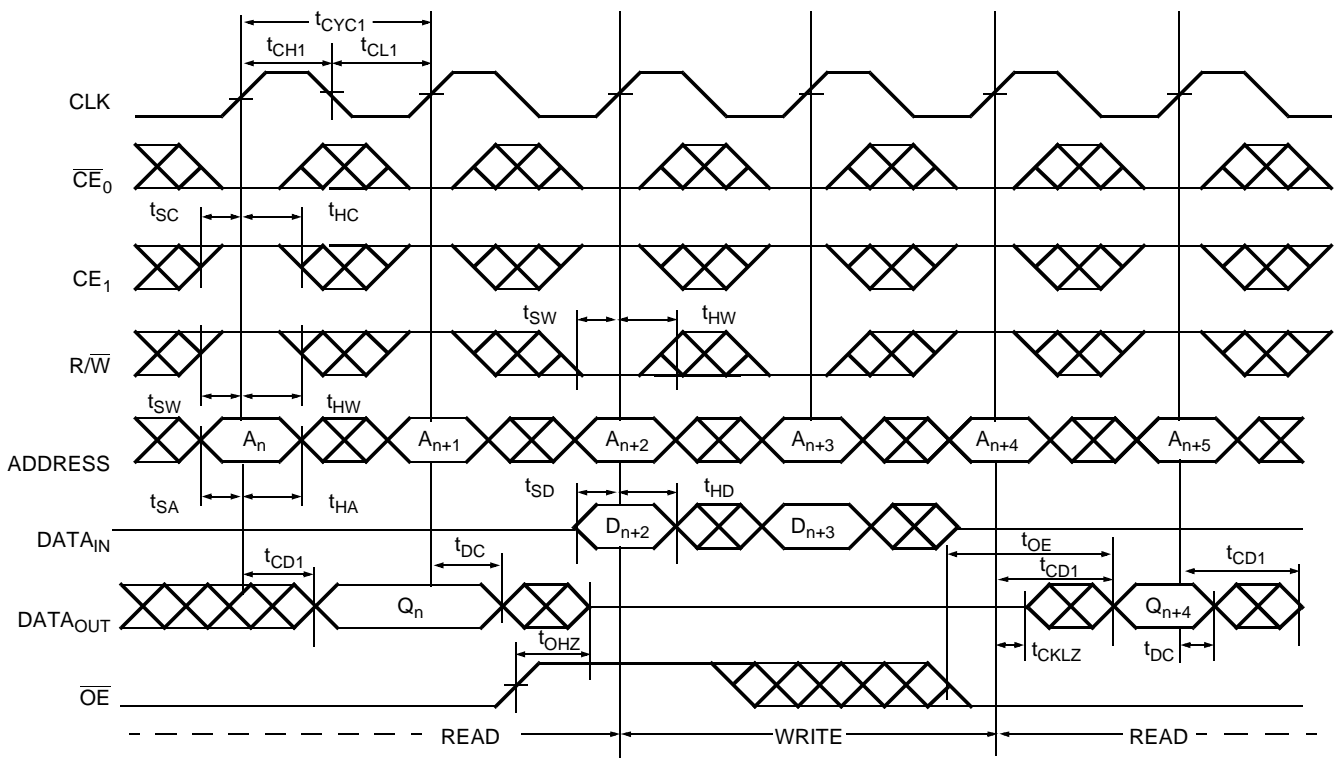 tCYC1
tCH1 tCL1
CLK
CE0
tSC tHC
CE1
tSW tHW
R/W
tSW tHW
An An+1 An+2 An+3 An+4 An+5
ADDRESS
tSA tHA tSD tHD
DATAIN Dn+2 Dn+3
tCD1 tDC tOE tCD1 tCD1
DATAOUT Qn Qn+4
tOHZ tCKLZ tDC
OE
READ WRITE READ